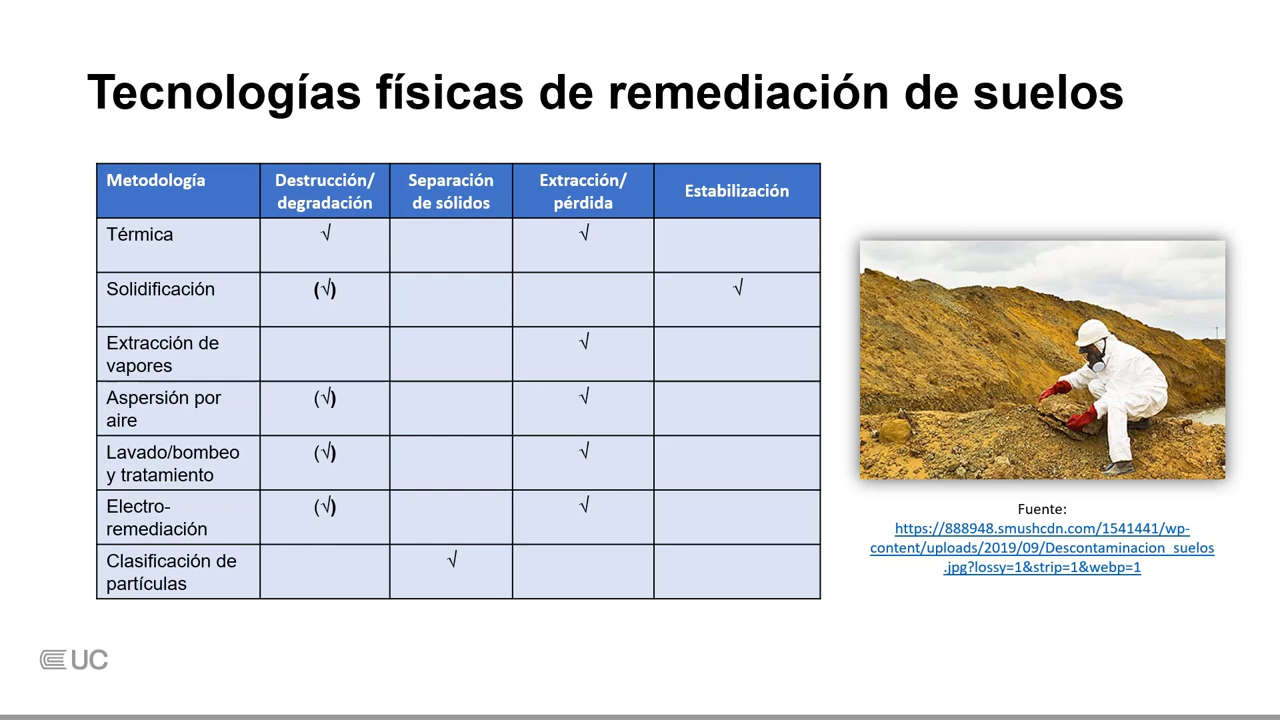 Tecnologías físicas de remediación de suelos
Metodología
Destrucción/
degradación
Separación
de sólidos
Extracción/
pérdida
Estabilización
Térmica
√
√
Solidificación
(√)
√
Extracción de
vapores
√
Aspersión por
aire
(√)
√
Lavado/bombeo
y tratamiento
(√)
√
Electro-
remediación
(√)
√
Clasificación de
partículas
√
Fuente:
https://888948.smushcdn.com/1541441/wp-
content/uploads/2019/09/Descontaminacion_suelos
.jpg?lossy=1&strip=1&webp=1
UC